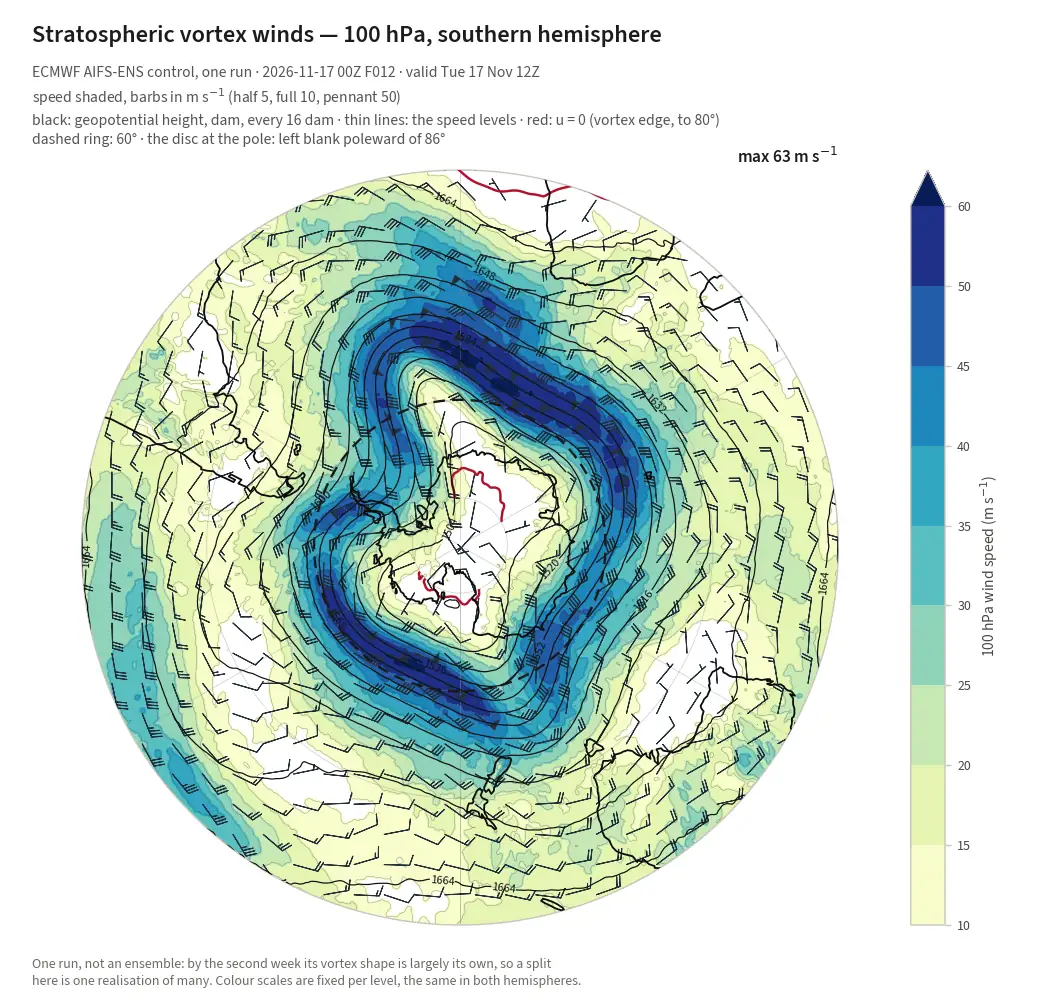 Stratospheric vortex winds — 100 hPa, southern hemisphere
ECMWF AIFS-ENS control, one run · 2026-11-17 00Z F012 · valid Tue 17 Nov 12Z
speed shaded, barbs in m s⁻¹ (half 5, full 10, pennant 50)
black: geopotential height, dam, every 16 dam · thin lines: the speed levels · red: u = 0 (vortex edge, to 80°)
dashed ring: 60° · the disc at the pole: left blank poleward of 86°
max 63 m s⁻¹
1664
1648
1632
1520
1616
1664
1664
1664
60
50
45
40
35
30
25
20
15
10
100 hPa wind speed (m s⁻¹)
One run, not an ensemble: by the second week its vortex shape is largely its own, so a split
here is one realisation of many. Colour scales are fixed per level, the same in both hemispheres.